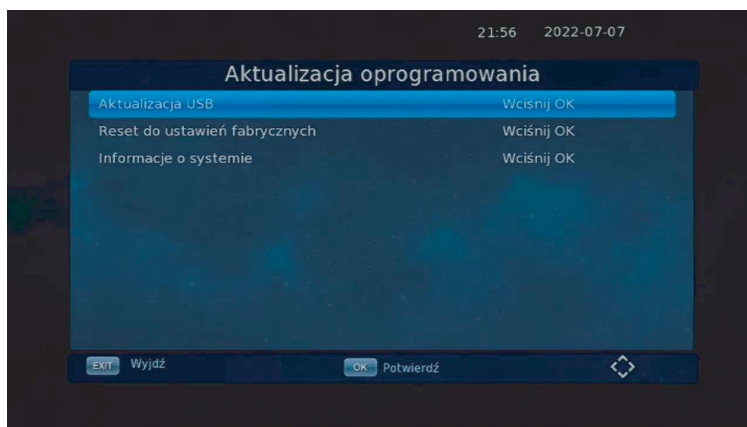 21:56 2022-07-07
Aktualizacja oprogramowania
Aktualizacja USB Wciśnij OK
Reset do ustawień fabrycznych Wciśnij OK
Informacje o systemie Wciśnij OK
EXIT Wyjdź OK Potwierdź